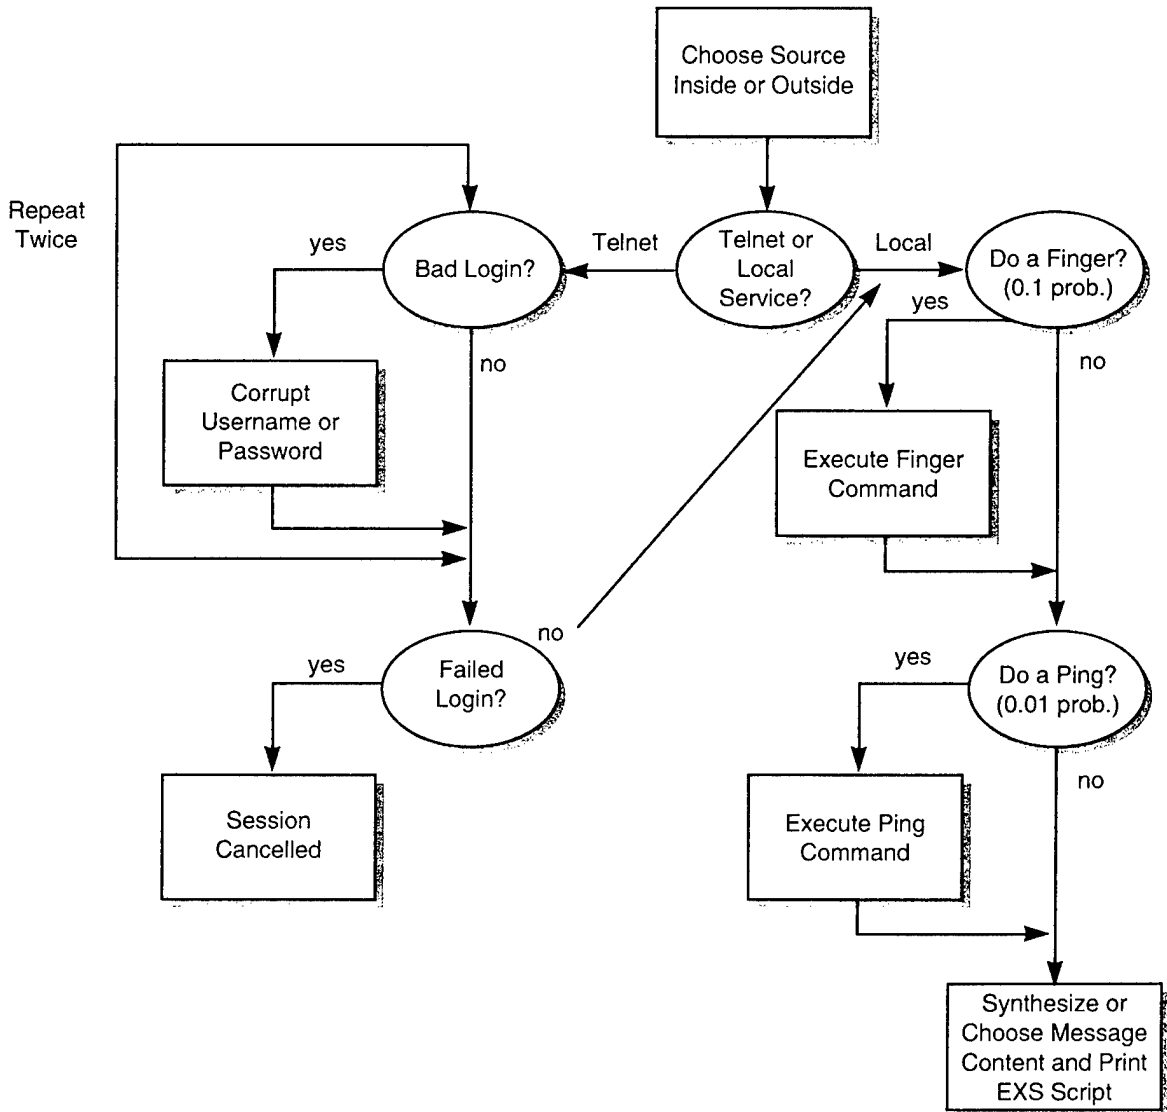 Choose Source
Inside or Outside
Repeat
Twice
yes
Bad Login?
Telnet
Telnet or
Local
Service?
Local
Do a Finger?
(0.1 prob.)
yes
no
no
Corrupt
Username or
Password
Execute Finger
Command
no
yes
Failed
Login?
yes
Do a Ping?
(0.01 prob.)
no
Session
Cancelled
Execute Ping
Command
Synthesize or
Choose Message
Content and Print
EXS Script